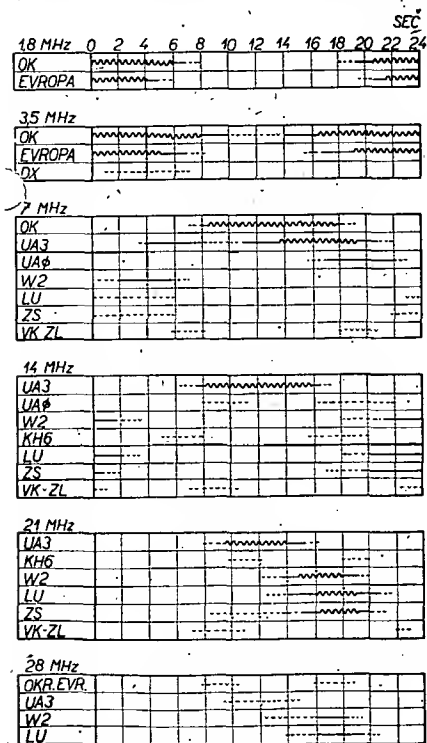 SEČ
1,8 MHz 0 2 4 6 8 10 12 14 16 18 20 22 24
OK
EVROPA
3,5 MHz
OK
EVROPA
DX
7 MHz
OK
UA3
UAØ
W2
LU
ZS
VK ZL
14 MHz
UA3
UAØ
W2
KH6
LU
ZS
VK-ZL
21 MHz
UA3
KH6
W2
LU
ZS
VK-ZL
28 MHz
OKR.EVR.
UA3
W2
LU